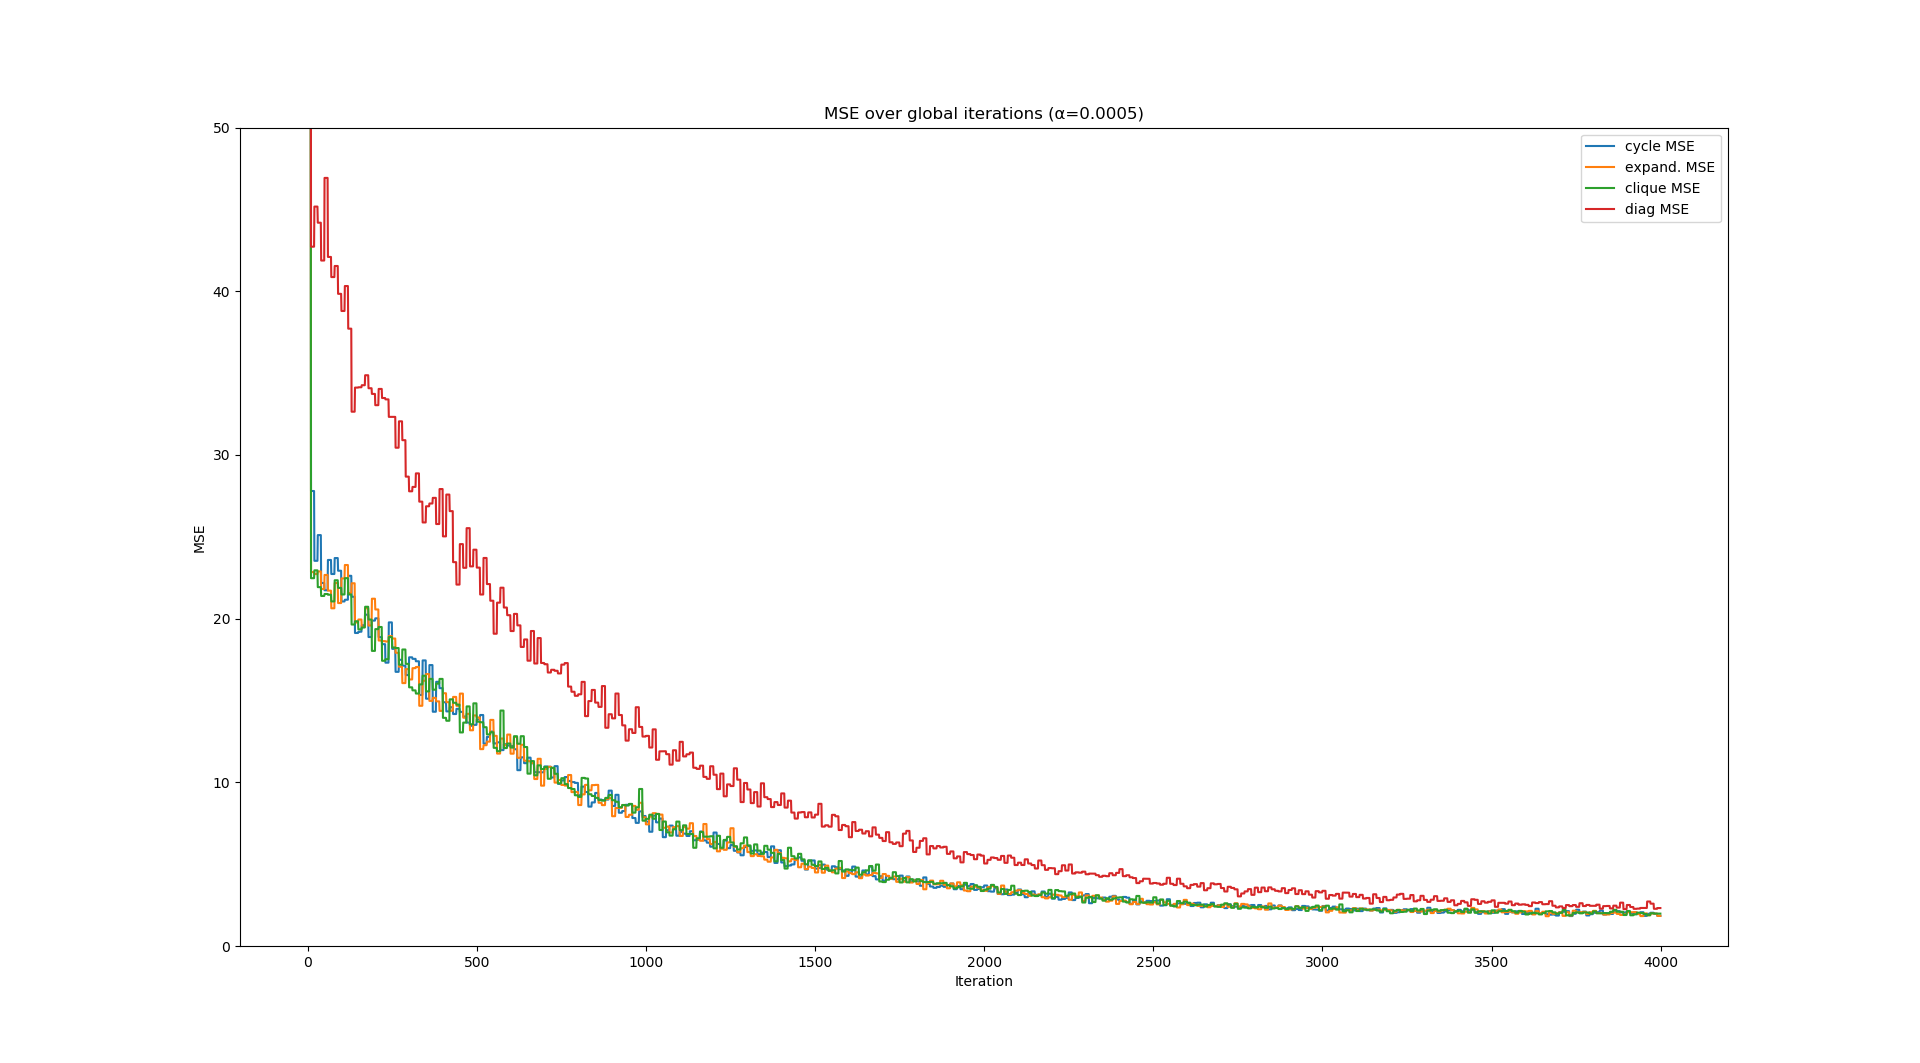 MSE over global iterations (α=0.0005)
cycle MSE
expand. MSE
clique MSE
diag MSE
50
40
30
20
10
0
MSE
0 500 1000 1500 2000 2500 3000 3500 4000
Iteration